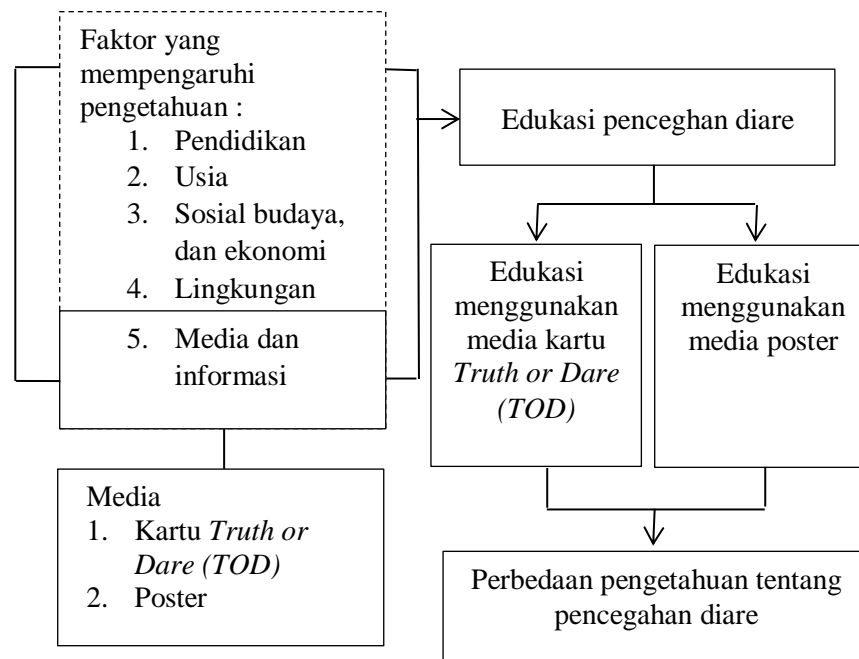 Faktor yang
mempengaruhi
pengetahuan :
1. Pendidikan
2. Usia
3. Sosial budaya,
dan ekonomi
4. Lingkungan
5. Media dan
informasi
Media
1. Kartu Truth or
Dare (TOD)
2. Poster
Edukasi penceghan diare
Edukasi
menggunakan
media kartu
Truth or Dare
(TOD)
Edukasi
menggunakan
media poster
Perbedaan pengetahuan tentang
pencegahan diare